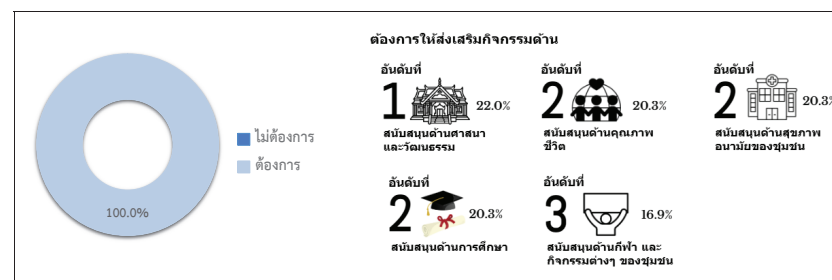 ต้องการให้ส่งเสริมกิจกรรมด้าน
อันดับที่
1
22.0%
สนับสนุนด้านศาสนา
และวัฒนธรรม
อันดับที่
2
20.3%
สนับสนุนด้านคุณภาพ
ชีวิต
อันดับที่
2
20.3%
สนับสนุนด้านสุขภาพ
อนามัยของชุมชน
ไม่ต้องการ
ต้องการ
100.0%
อันดับที่
2
20.3%
สนับสนุนด้านการศึกษา
อันดับที่
3
16.9%
สนับสนุนด้านกีฬา และ
กิจกรรมต่างๆ ของชุมชน